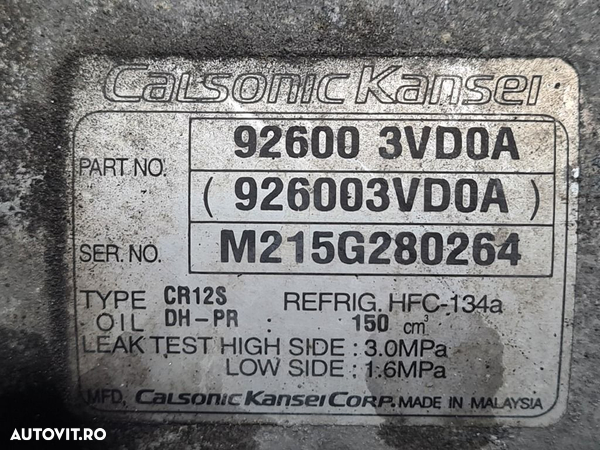 Calsonic Kansei
PART NO. 92600 3VD0A
( 926003VD0A )
SER. NO. M215G280264
TYPE CR12S REFRIG. HFC-134a
OIL DH-PR : 150 cm³
LEAK TEST HIGH SIDE : 3.0MPa
LOW SIDE : 1.6MPa
MFD, Calsonic Kansei Corp. MADE IN MALAYSIA
AUTOVIT.RO